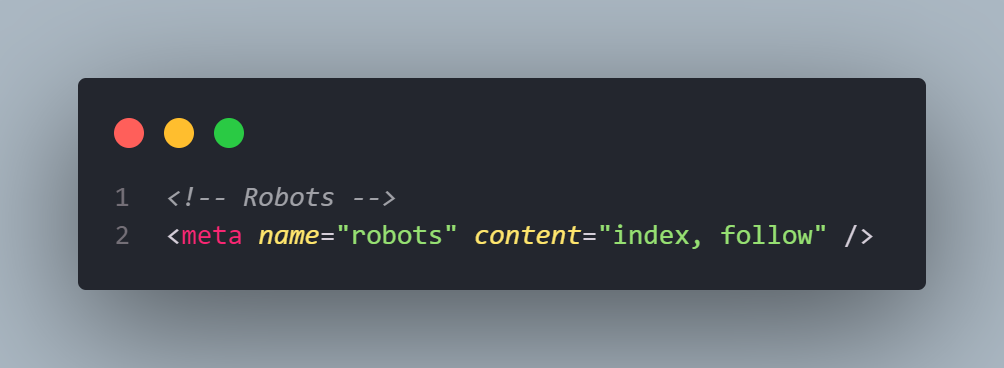 1 <!-- Robots -->
2 <meta name="robots" content="index, follow" />